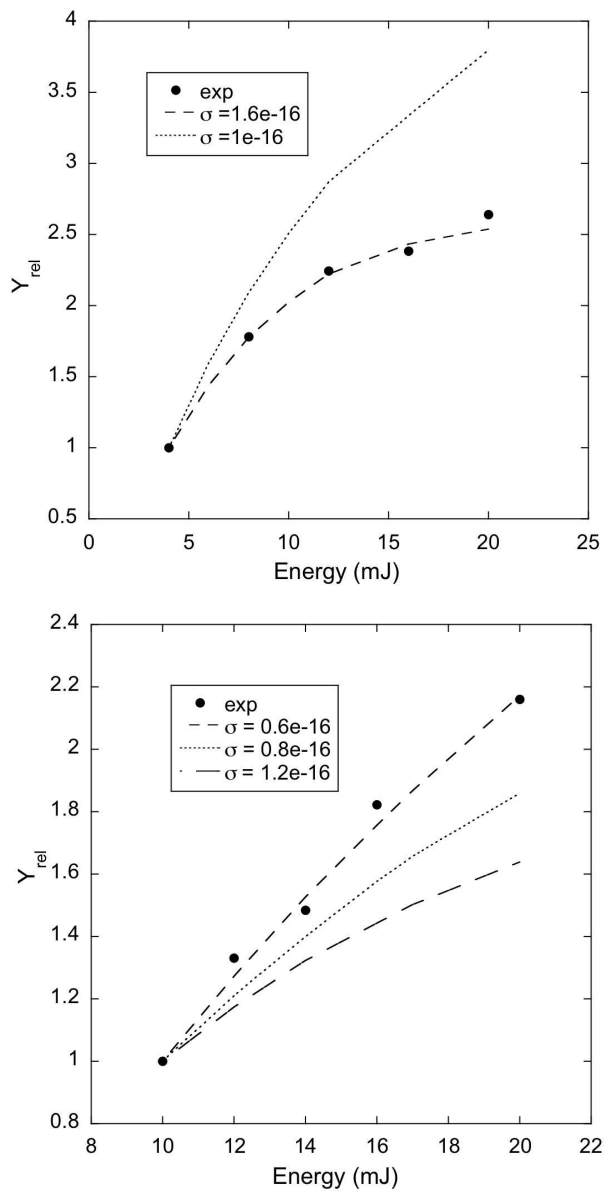 4
3.5
3
2.5
2
1.5
1
0.5
exp
σ =1.6e-16
σ =1e-16
Y_rel
0 5 10 15 20 25
Energy (mJ)
2.4
2.2
2
1.8
1.6
1.4
1.2
1
0.8
exp
σ = 0.6e-16
σ = 0.8e-16
σ = 1.2e-16
Y_rel
8 10 12 14 16 18 20 22
Energy (mJ)